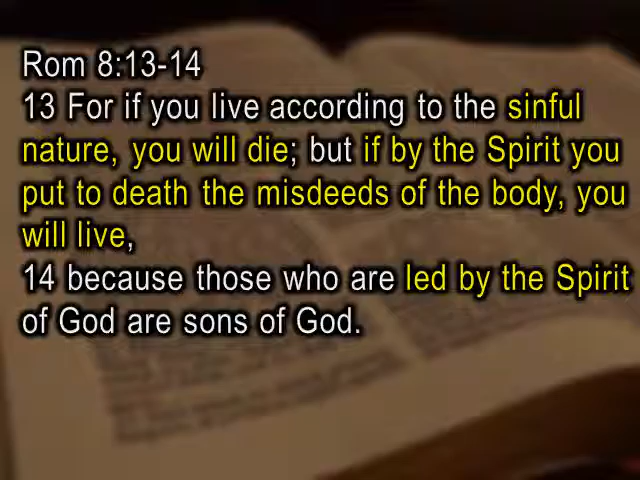 Rom 8:13-14
13 For if you live according to the sinful
nature, you will die; but if by the Spirit you
put to death the misdeeds of the body, you
will live,
14 because those who are led by the Spirit
of God are sons of God.